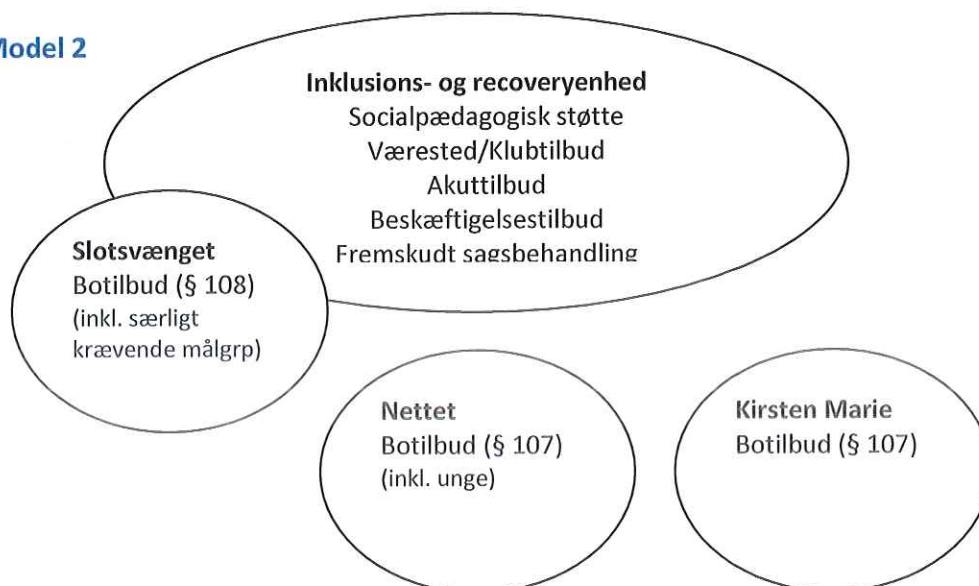 Model 2
Inklusions- og recoveryenhed
Socialpædagogisk støtte
Værested/Klubtilbud
Akuttilbud
Beskæftigelsestilbud
Fremskudt sagsbehandling
Slotsvænget
Botilbud (§ 108)
(inkl. særligt
krævende målgrp)
Nettet
Botilbud (§ 107)
(inkl. unge)
Kirsten Marie
Botilbud (§ 107)